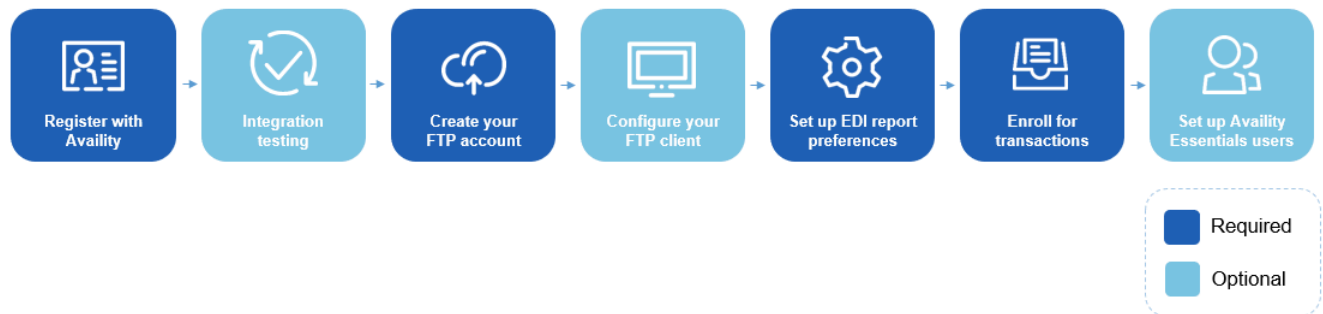 Register with
Availity
Integration
testing
Create your
FTP account
Configure your
FTP client
Set up EDI report
preferences
Enroll for
transactions
Set up Availity
Essentials users
Required
Optional